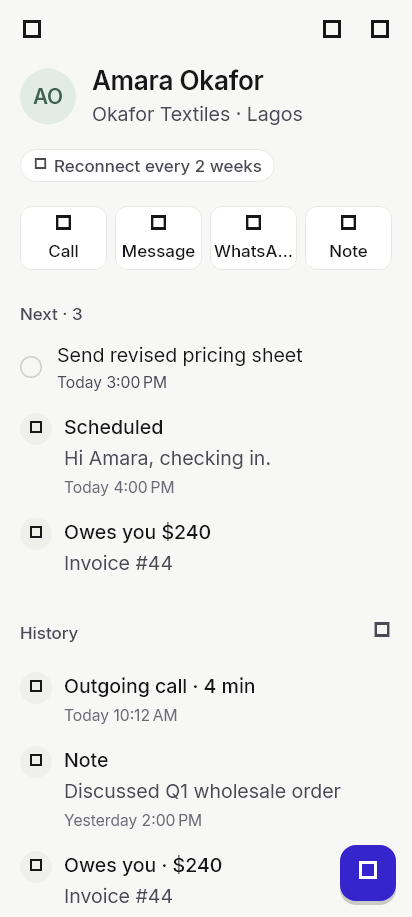 Amara Okafor
AO
Okafor Textiles · Lagos
Reconnect every 2 weeks
Call
Message
WhatsA...
Note
Next · 3
Send revised pricing sheet
Today 3:00 PM
Scheduled
Hi Amara, checking in.
Today 4:00 PM
Owes you $240
Invoice #44
History
Outgoing call · 4 min
Today 10:12 AM
Note
Discussed Q1 wholesale order
Yesterday 2:00 PM
Owes you · $240
Invoice #44